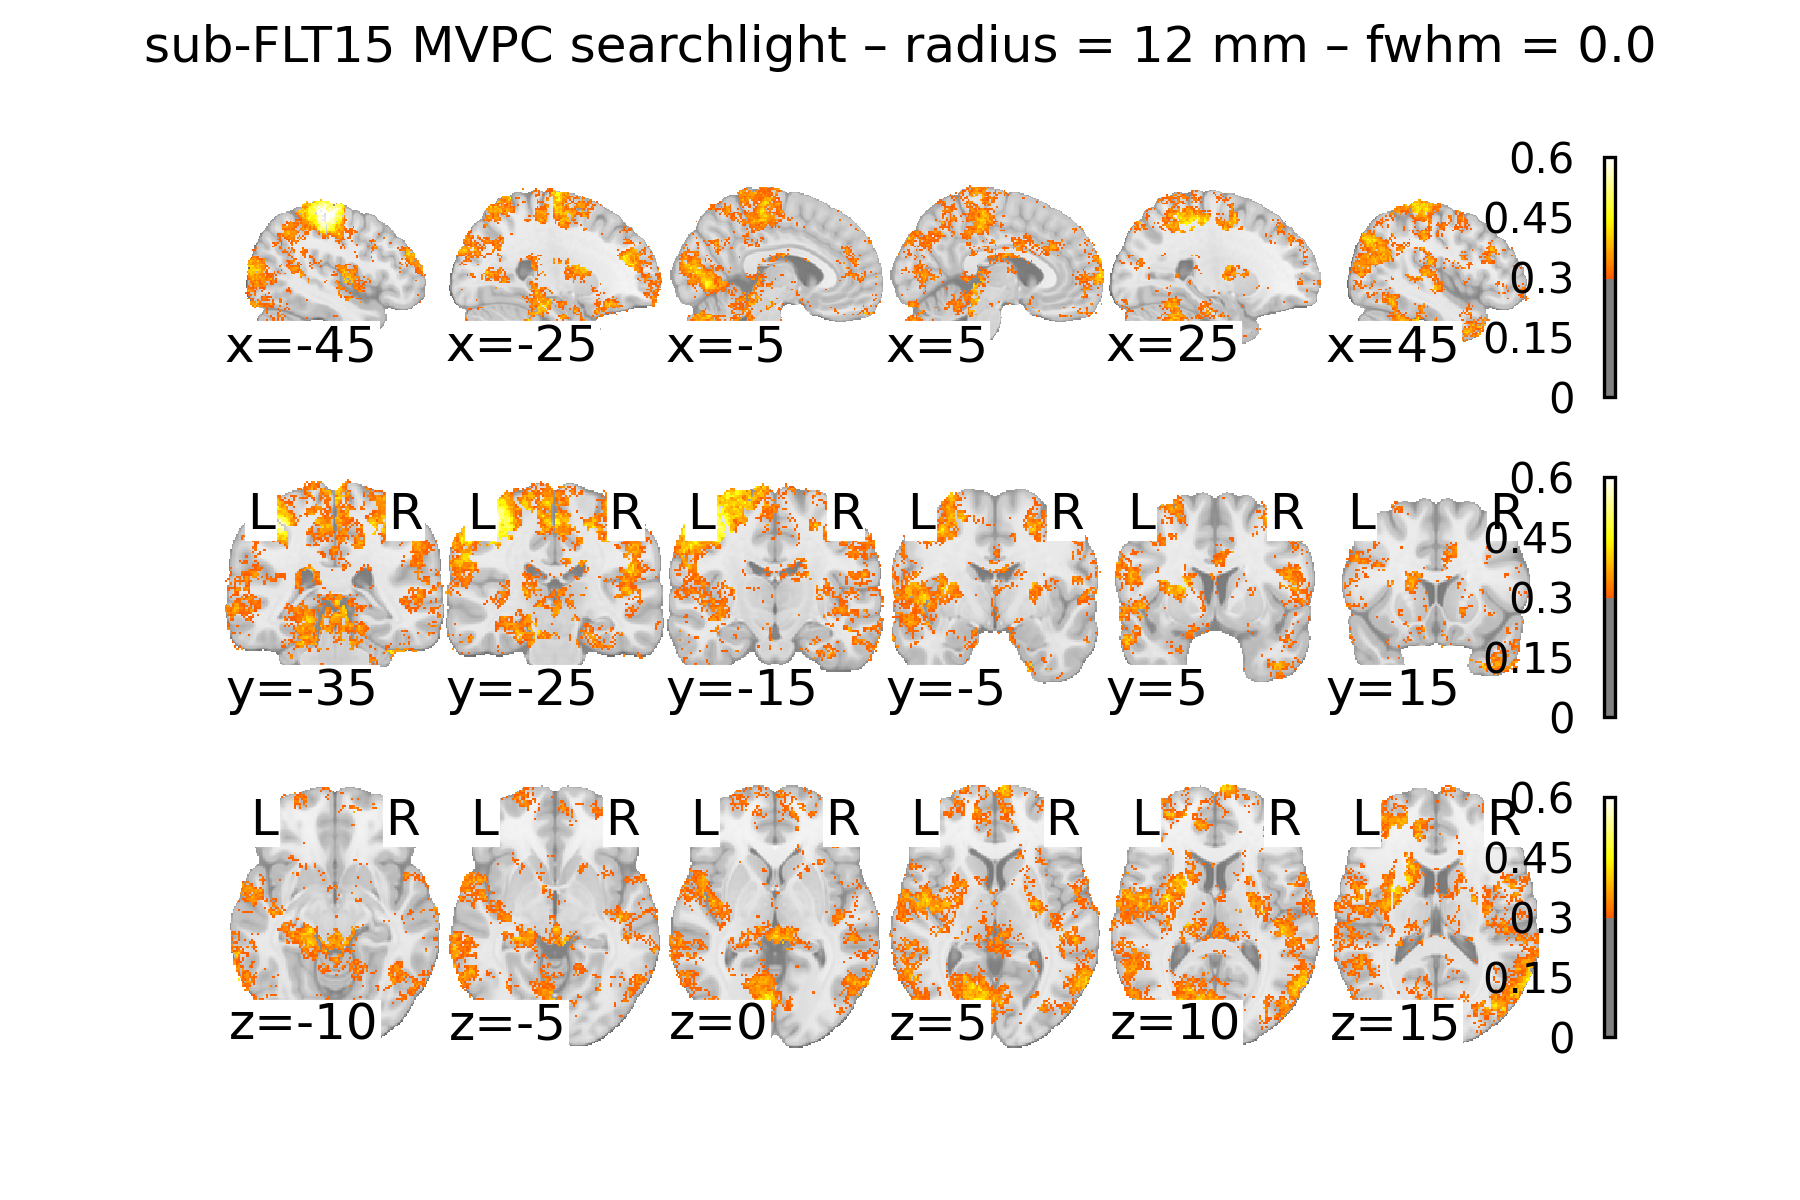 sub-FLT15 MVPC searchlight – radius = 12 mm – fwhm = 0.0
0.6
0.45
0.3
0.15
0
x=-45 x=-25 x=-5 x=5 x=25 x=45
L R L R L R L R L R L R
0.6
0.45
0.3
0.15
0
y=-35 y=-25 y=-15 y=-5 y=5 y=15
L R L R L R L R L R L R
0.6
0.45
0.3
0.15
0
z=-10 z=-5 z=0 z=5 z=10 z=15